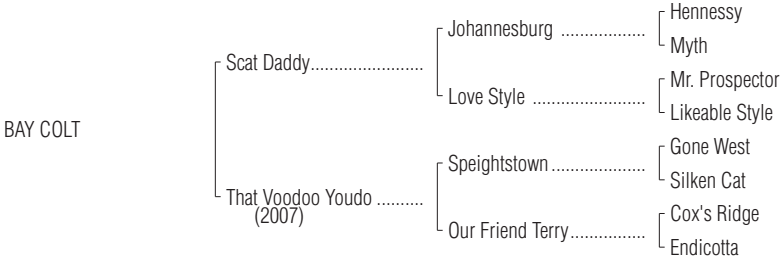 Hennessy
Johannesburg ..................
Myth
Scat Daddy........................
Mr. Prospector
Love Style ........................
Likeable Style
BAY COLT
Gone West
Speightstown....................
Silken Cat
That Voodoo Youdo ..........
(2007)
Cox's Ridge
Our Friend Terry................
Endicotta